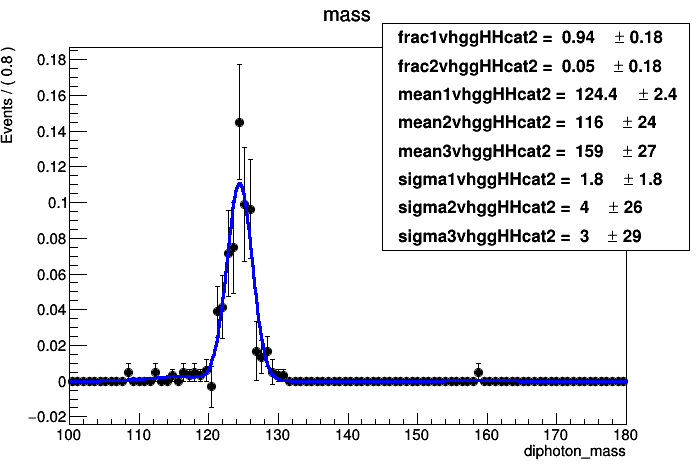 mass
frac1vhggHHcat2 = 0.94 ± 0.18
frac2vhggHHcat2 = 0.05 ± 0.18
mean1vhggHHcat2 = 124.4 ± 2.4
mean2vhggHHcat2 = 116 ± 24
mean3vhggHHcat2 = 159 ± 27
sigma1vhggHHcat2 = 1.8 ± 1.8
sigma2vhggHHcat2 = 4 ± 26
sigma3vhggHHcat2 = 3 ± 29
Events / ( 0.8 )
0.18
0.16
0.14
0.12
0.1
0.08
0.06
0.04
0.02
0
−0.02
100 110 120 130 140 150 160 170 180
diphoton_mass